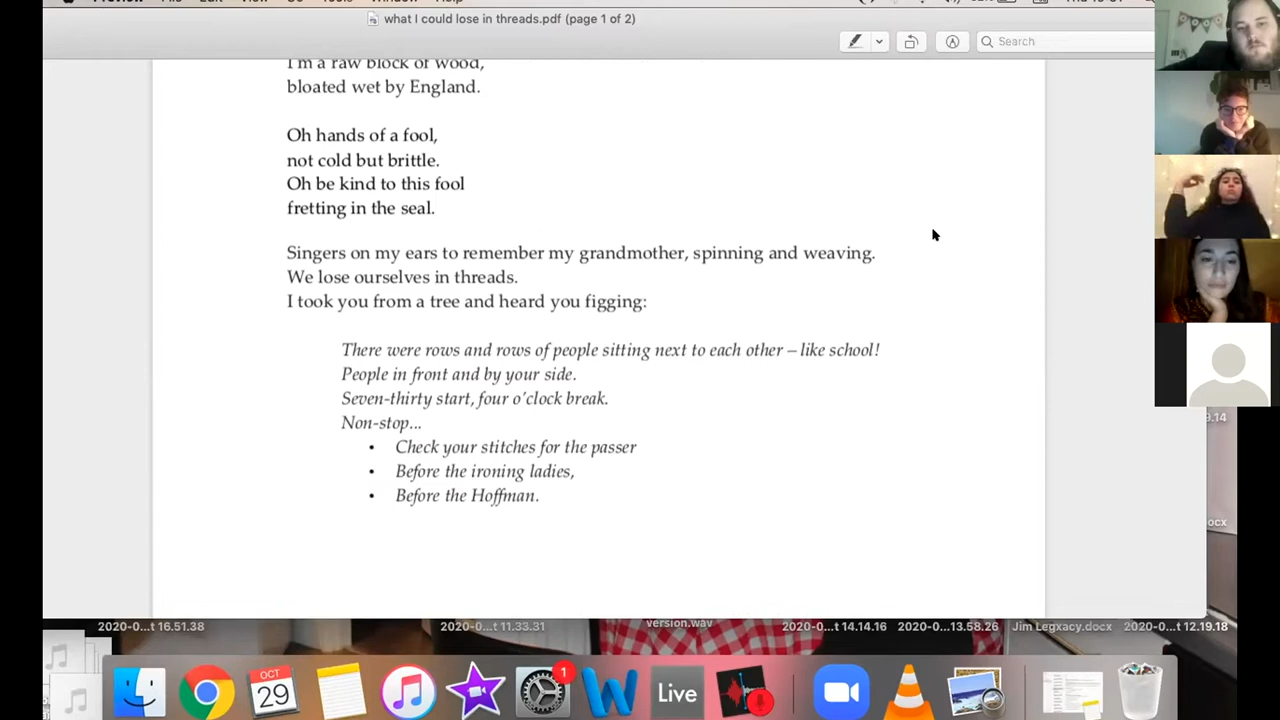 what I could lose in threads.pdf (page 1 of 2)
Search
I'm a raw block of wood,
bloated wet by England.
Oh hands of a fool,
not cold but brittle.
Oh be kind to this fool
fretting in the seal.
Singers on my ears to remember my grandmother, spinning and weaving.
We lose ourselves in threads.
I took you from a tree and heard you figging:
There were rows and rows of people sitting next to each other – like school!
People in front and by your side.
Seven-thirty start, four o'clock break.
Non-stop...
• Check your stitches for the passer
• Before the ironing ladies,
• Before the Hoffman.
9.14
ocx
2020-0...t 16.51.38
2020-0...t 11.33.31
version.wav
2020-0...t 14.14.16
2020-0...13.58.26
Jim Legxacy.docx
2020-0...t 12.19.18
OCT
29
1
Live